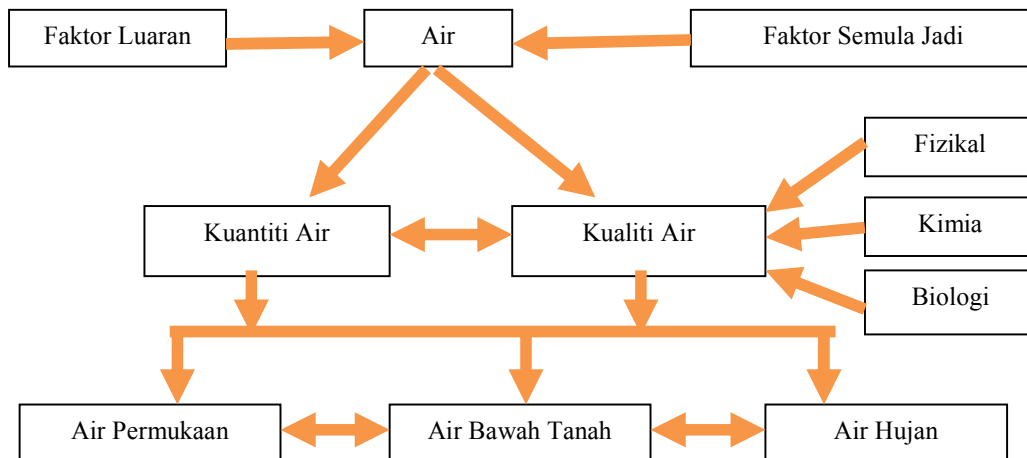 Faktor Luaran
Air
Faktor Semula Jadi
Fizikal
Kuantiti Air
Kualiti Air
Kimia
Biologi
Air Permukaan
Air Bawah Tanah
Air Hujan